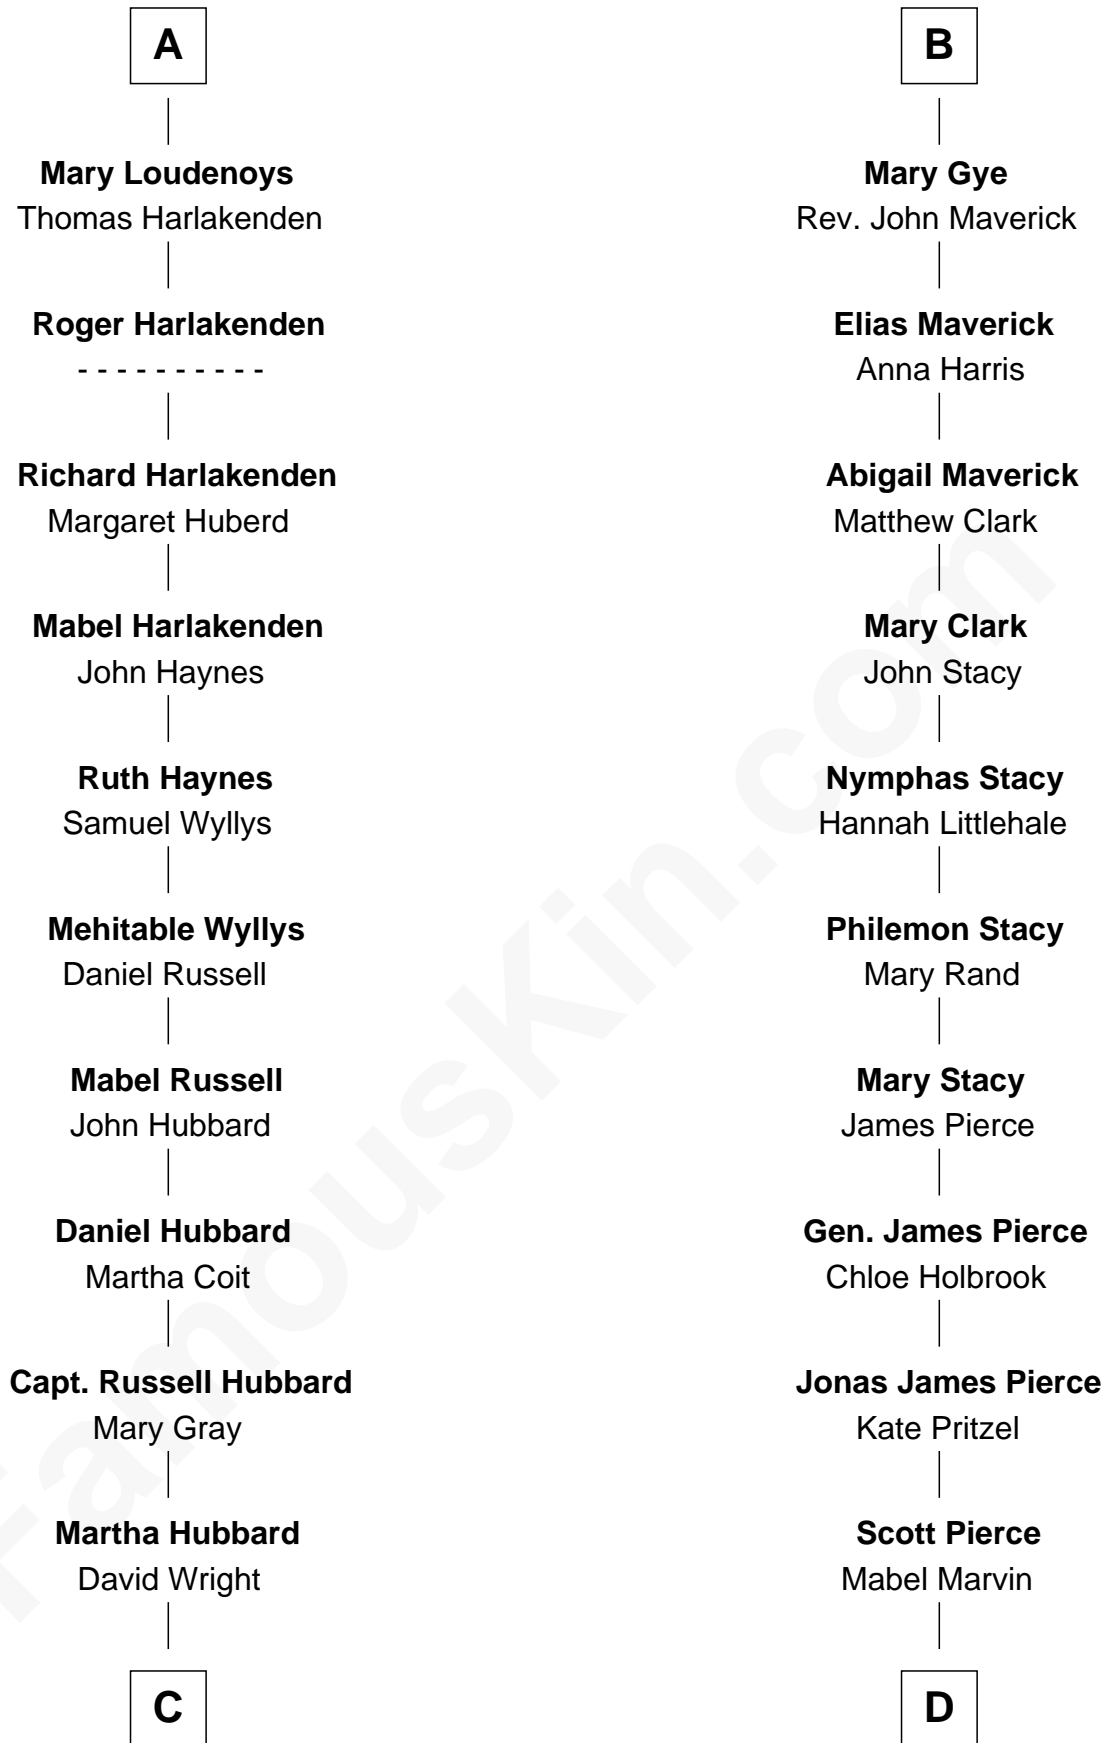 A
Mary Loudenoys
Thomas Harlakenden
Roger Harlakenden
- - - - - - - - - -
Richard Harlakenden
Margaret Huberd
Mabel Harlakenden
John Haynes
Ruth Haynes
Samuel Wyllys
Mehitable Wyllys
Daniel Russell
Mabel Russell
John Hubbard
Daniel Hubbard
Martha Coit
Capt. Russell Hubbard
Mary Gray
Martha Hubbard
David Wright
C
B
Mary Gye
Rev. John Maverick
Elias Maverick
Anna Harris
Abigail Maverick
Matthew Clark
Mary Clark
John Stacy
Nymphas Stacy
Hannah Littlehale
Philemon Stacy
Mary Rand
Mary Stacy
James Pierce
Gen. James Pierce
Chloe Holbrook
Jonas James Pierce
Kate Pritzel
Scott Pierce
Mabel Marvin
D
FamousKin.com